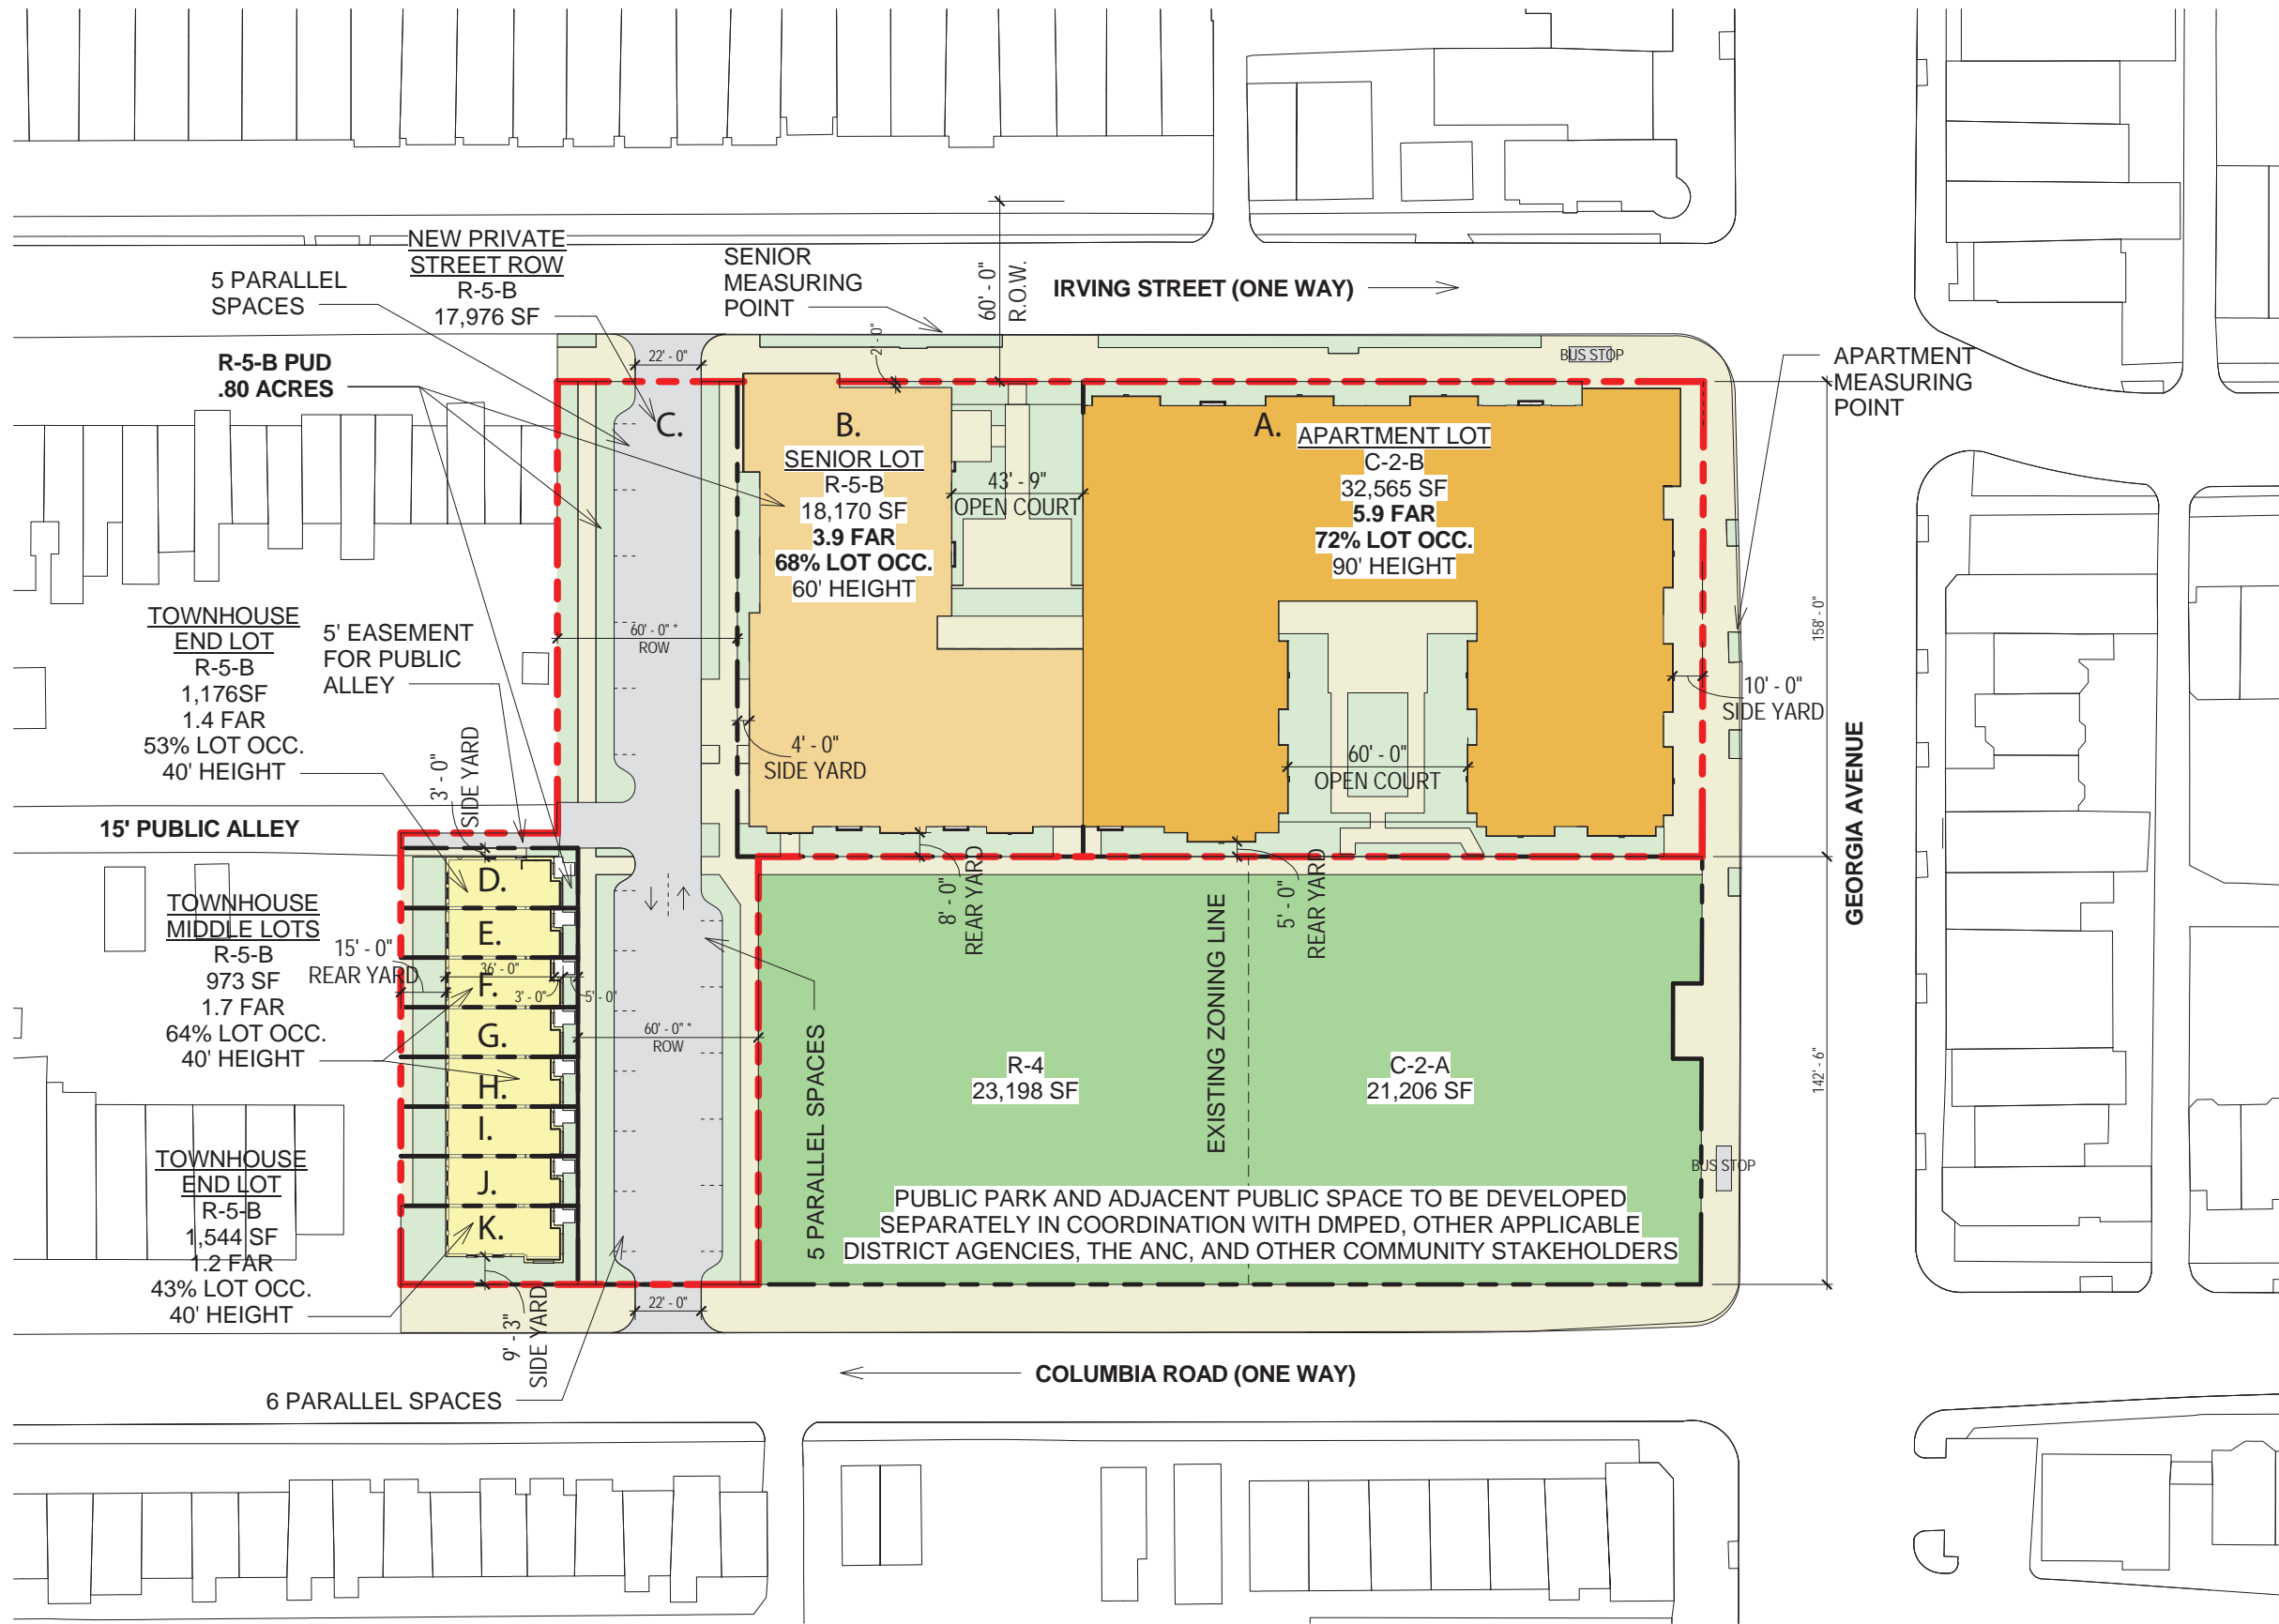 NEW PRIVATE
STREET ROW
R-5-B
17,976 SF
5 PARALLEL
SPACES
SENIOR
MEASURING
POINT
60' - 0"
R.O.W.
IRVING STREET (ONE WAY)
R-5-B PUD
.80 ACRES
22' - 0"
2' - 0"
BUS STOP
APARTMENT
MEASURING
POINT
C.
B.
SENIOR LOT
R-5-B
18,170 SF
3.9 FAR
68% LOT OCC.
60' HEIGHT
43' - 9"
OPEN COURT
A.
APARTMENT LOT
C-2-B
32,565 SF
5.9 FAR
72% LOT OCC.
90' HEIGHT
158' - 0"
TOWNHOUSE
END LOT
R-5-B
1,176SF
1.4 FAR
53% LOT OCC.
40' HEIGHT
5' EASEMENT
FOR PUBLIC
ALLEY
60' - 0" *
ROW
10' - 0"
SIDE YARD
4' - 0"
SIDE YARD
60' - 0"
OPEN COURT
3' - 0"
SIDE YARD
GEORGIA AVENUE
15' PUBLIC ALLEY
8' - 0"
REAR YARD
5' - 0"
REAR YARD
D.
E.
F.
G.
H.
I.
J.
K.
TOWNHOUSE
MIDDLE LOTS
R-5-B
973 SF
1.7 FAR
64% LOT OCC.
40' HEIGHT
15' - 0"
REAR YARD
36' - 0"
3' - 0"
5' - 0"
60' - 0" *
ROW
5 PARALLEL SPACES
EXISTING ZONING LINE
R-4
23,198 SF
C-2-A
21,206 SF
142' - 6"
BUS STOP
TOWNHOUSE
END LOT
R-5-B
1,544 SF
1.2 FAR
43% LOT OCC.
40' HEIGHT
PUBLIC PARK AND ADJACENT PUBLIC SPACE TO BE DEVELOPED
SEPARATELY IN COORDINATION WITH DMPED, OTHER APPLICABLE
DISTRICT AGENCIES, THE ANC, AND OTHER COMMUNITY STAKEHOLDERS
9' - 3"
SIDE YARD
22' - 0"
COLUMBIA ROAD (ONE WAY)
6 PARALLEL SPACES